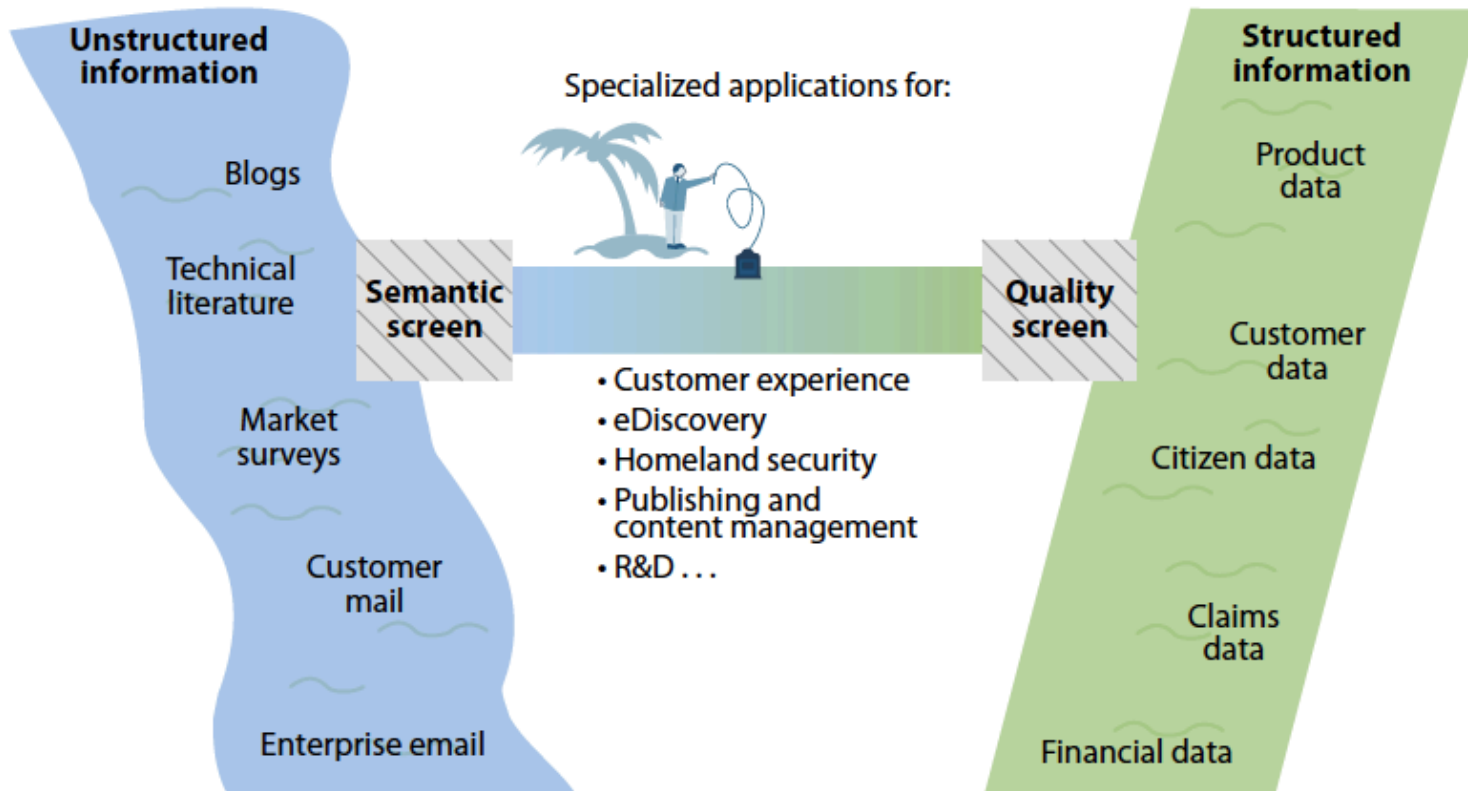 Unstructured
information
Blogs
Technical
literature
Market
surveys
Customer
mail
Enterprise email
Semantic
screen
Specialized applications for:
• Customer experience
• eDiscovery
• Homeland security
• Publishing and
content management
• R&D . . .
Quality
screen
Structured
information
Product
data
Customer
data
Citizen data
Claims
data
Financial data